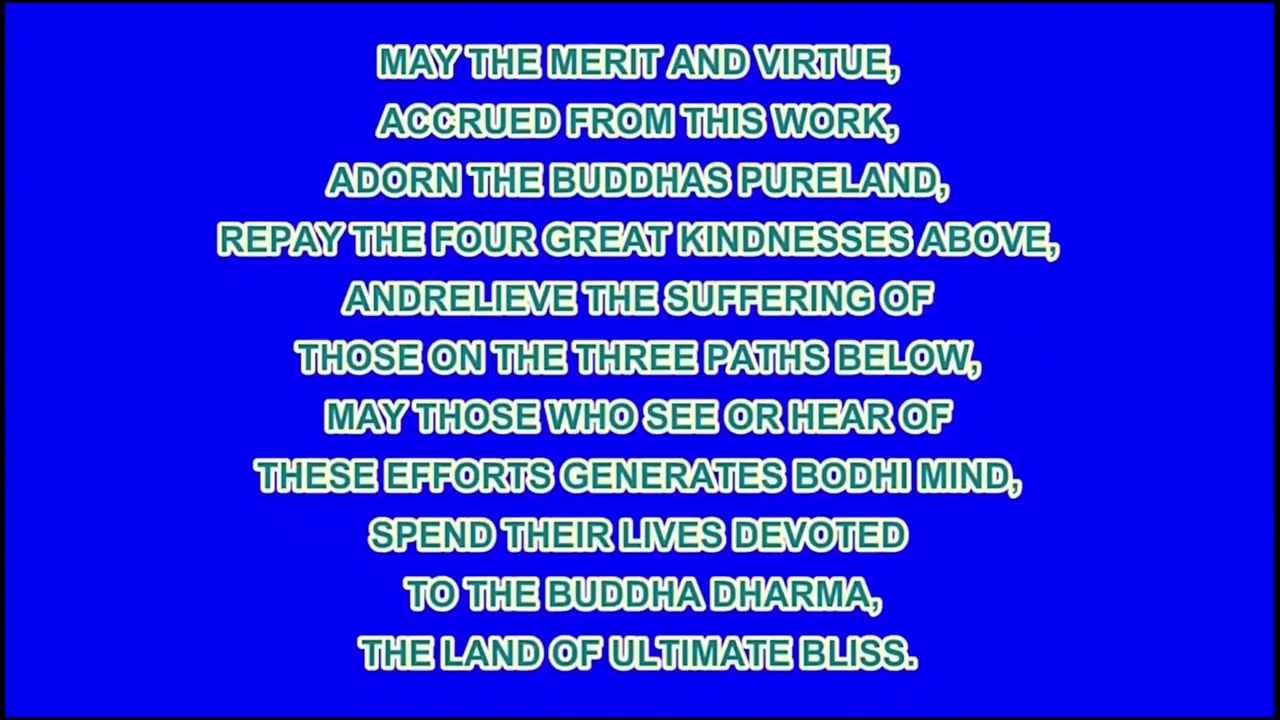 MAY THE MERIT AND VIRTUE,
ACCRUED FROM THIS WORK,
ADORN THE BUDDHAS PURELAND,
REPAY THE FOUR GREAT KINDNESSES ABOVE,
ANDRELIEVE THE SUFFERING OF
THOSE ON THE THREE PATHS BELOW,
MAY THOSE WHO SEE OR HEAR OF
THESE EFFORTS GENERATES BODHI MIND,
SPEND THEIR LIVES DEVOTED
TO THE BUDDHA DHARMA,
THE LAND OF ULTIMATE BLISS.